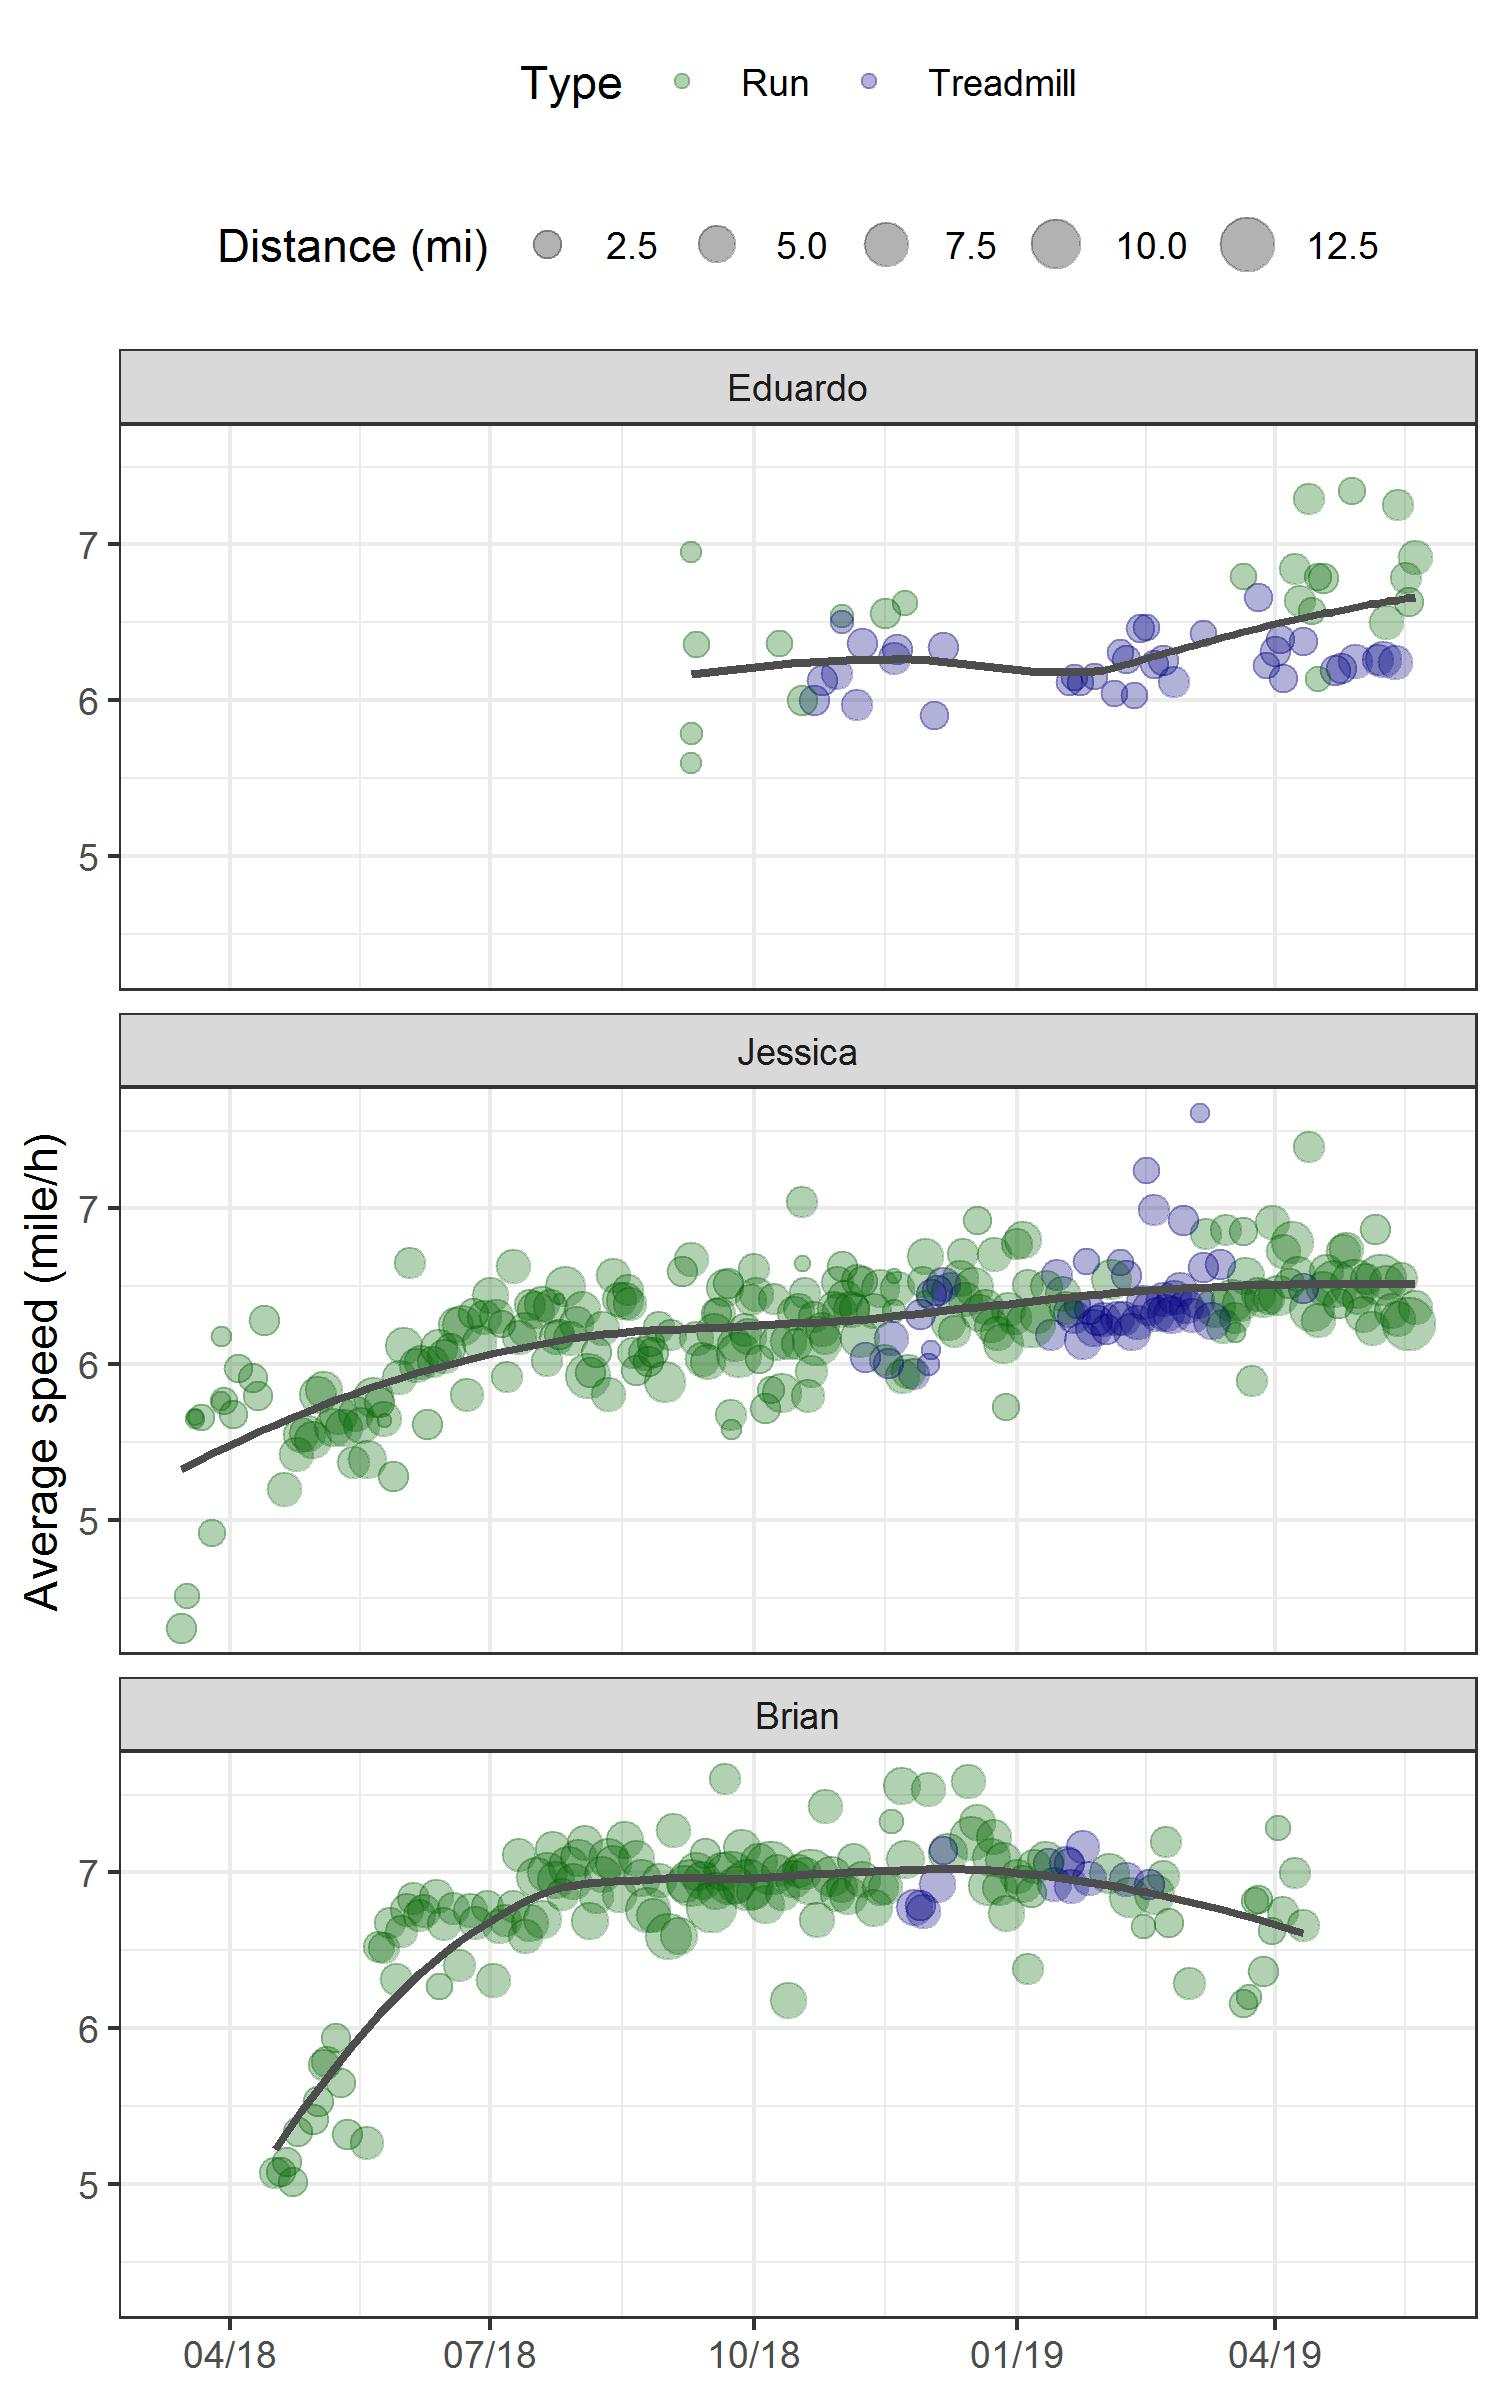 Type Run Treadmill
Distance (mi) 2.5 5.0 7.5 10.0 12.5
Eduardo
7
6
5
Jessica
Average speed (mile/h)
7
6
5
Brian
7
6
5
04/18 07/18 10/18 01/19 04/19